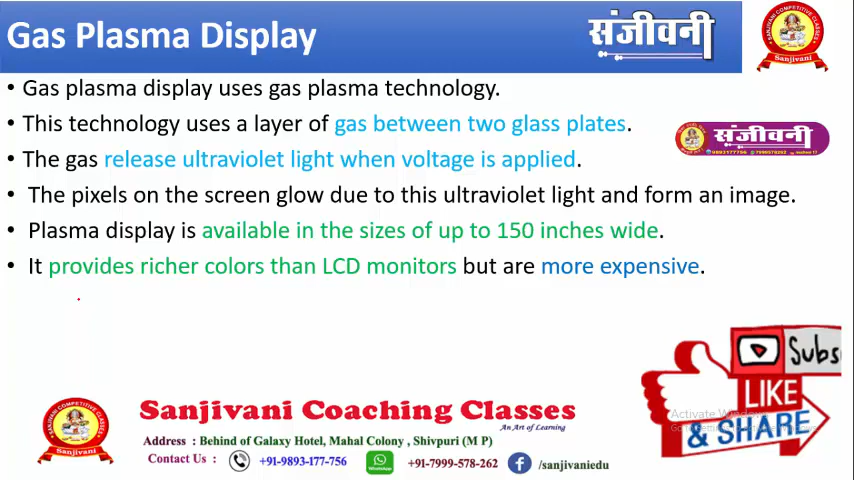 Gas Plasma Display
संजीवनी
Sanjivani
• Gas plasma display uses gas plasma technology.
• This technology uses a layer of gas between two glass plates.
संजीवनी
• The gas release ultraviolet light when voltage is applied.
• The pixels on the screen glow due to this ultraviolet light and form an image.
• Plasma display is available in the sizes of up to 150 inches wide.
• It provides richer colors than LCD monitors but are more expensive.
Subs
LIKE
& SHARE
Activate Windows
Sanjivani
Sanjivani Coaching Classes
An Art of Learning
Address : Behind of Galaxy Hotel, Mahal Colony , Shivpuri (M P)
Contact Us : +91-9893-177-756 WhatsApp +91-7999-578-262 /sanjivaniedu